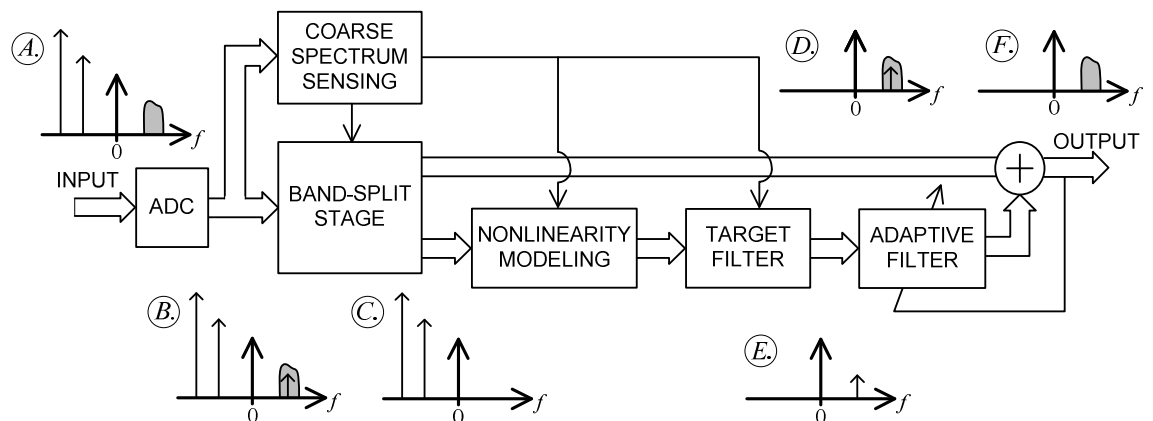 A.
f
0
COARSE
SPECTRUM
SENSING
D.
f
0
F.
f
0
INPUT
ADC
BAND-SPLIT
STAGE
OUTPUT
+
NONLINEARITY
MODELING
TARGET
FILTER
ADAPTIVE
FILTER
B.
f
0
C.
f
0
E.
f
0